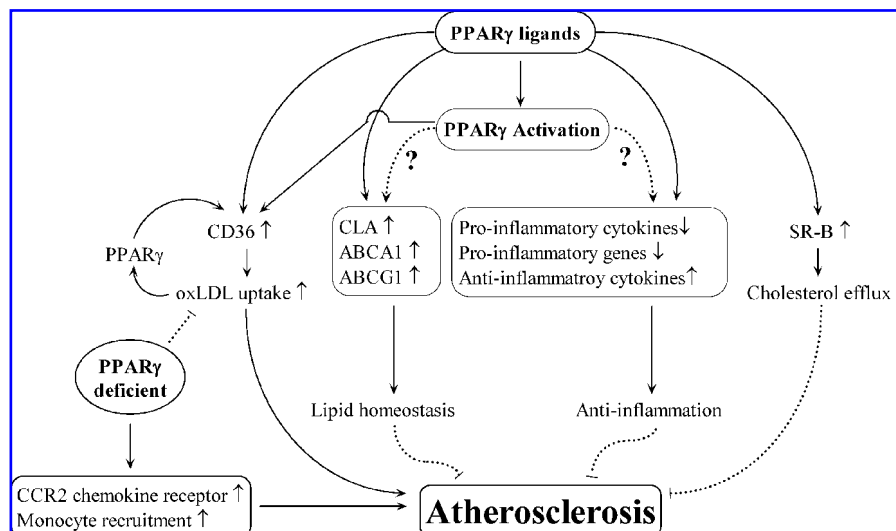 PPARγ ligands
PPARγ Activation
?
?
CD36 ↑
CLA ↑
ABCA1 ↑
ABCG1 ↑
Pro-inflammatory cytokines↓
Pro-inflammatory genes ↓
Anti-inflammatroy cytokines↑
SR-B ↑
PPARγ
oxLDL uptake ↑
Cholesterol efflux
PPARγ
deficient
Lipid homeostasis
Anti-inflammation
CCR2 chemokine receptor ↑
Monocyte recruitment ↑
Atherosclerosis